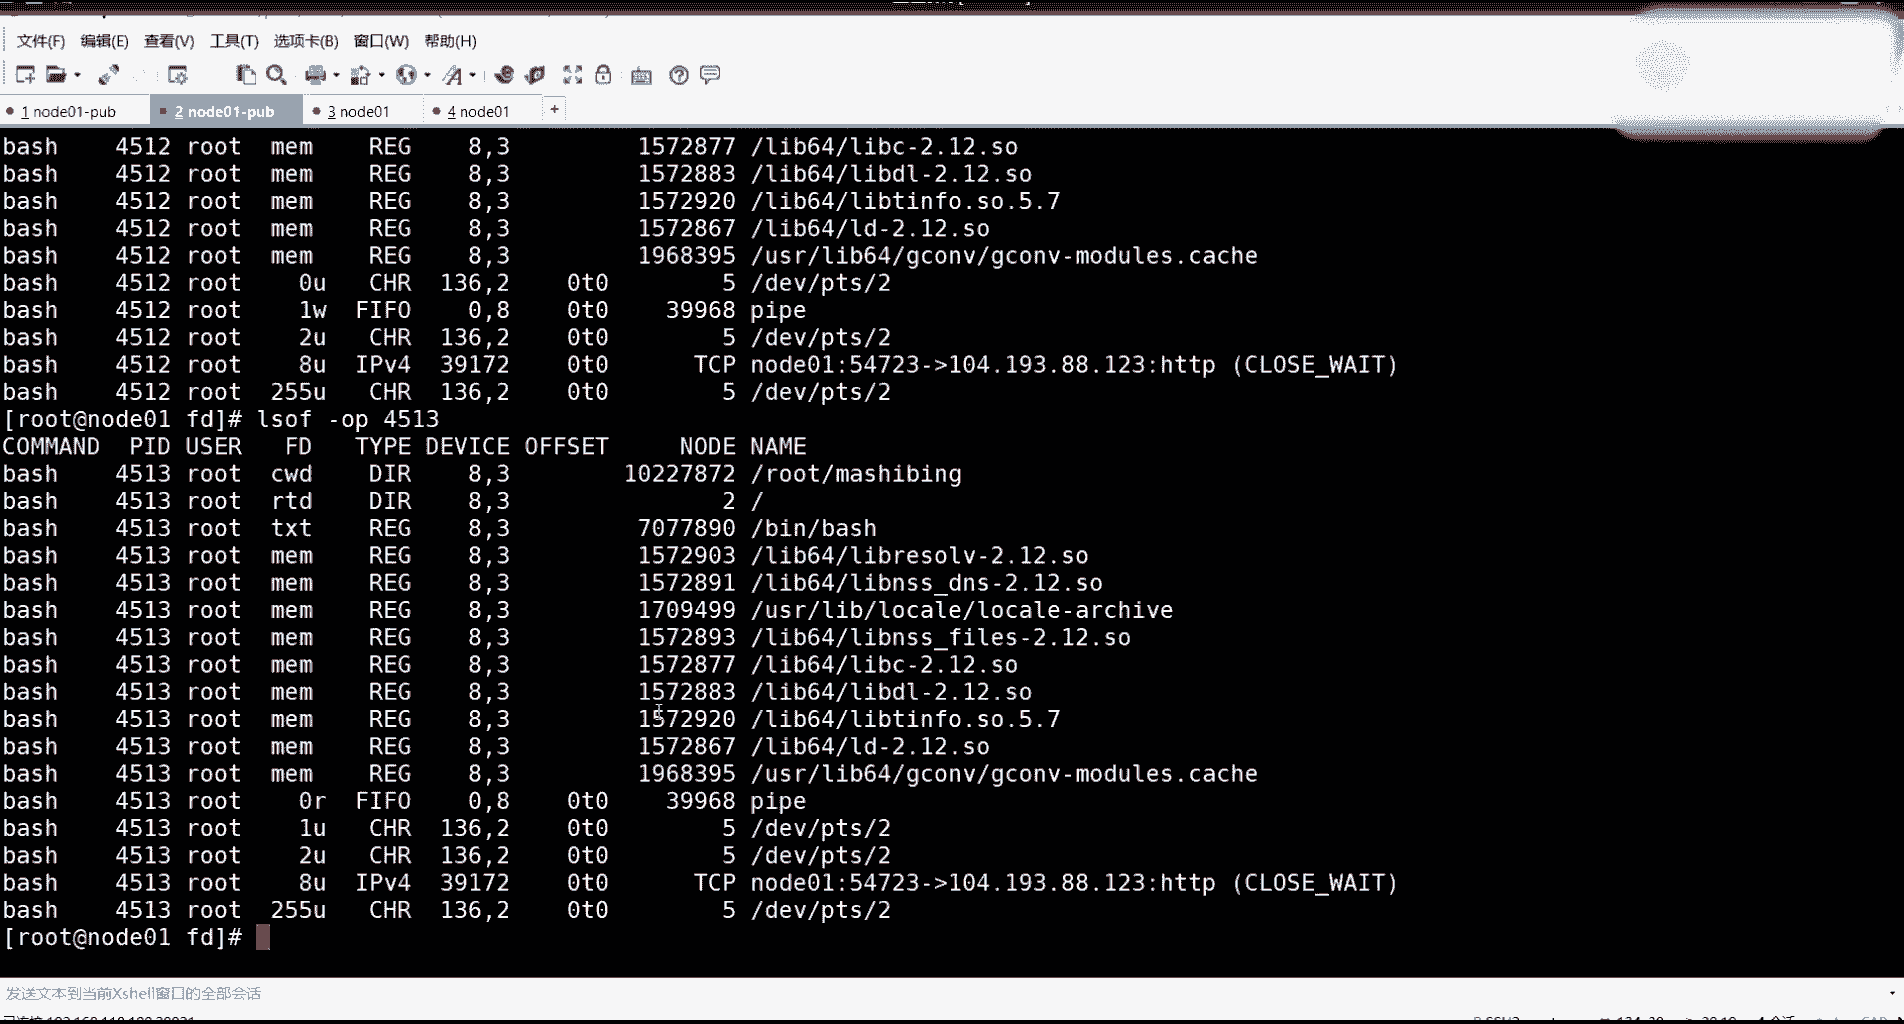 文件(F) 编辑(E) 查看(V) 工具(T) 选项卡(B) 窗口(W) 帮助(H)
1 node01-pub 2 node01-pub 3 node01 4 node01 +
bash 4512 root mem REG 8,3 1572877 /lib64/libc-2.12.so
bash 4512 root mem REG 8,3 1572883 /lib64/libdl-2.12.so
bash 4512 root mem REG 8,3 1572920 /lib64/libtinfo.so.5.7
bash 4512 root mem REG 8,3 1572867 /lib64/ld-2.12.so
bash 4512 root mem REG 8,3 1968395 /usr/lib64/gconv/gconv-modules.cache
bash 4512 root 0u CHR 136,2 0t0 5 /dev/pts/2
bash 4512 root 1w FIFO 0,8 0t0 39968 pipe
bash 4512 root 2u CHR 136,2 0t0 5 /dev/pts/2
bash 4512 root 8u IPv4 39172 0t0 TCP node01:54723->104.193.88.123:http (CLOSE_WAIT)
bash 4512 root 255u CHR 136,2 0t0 5 /dev/pts/2
[root@node01 fd]# lsof -op 4513
COMMAND PID USER FD TYPE DEVICE OFFSET NODE NAME
bash 4513 root cwd DIR 8,3 10227872 /root/mashibing
bash 4513 root rtd DIR 8,3 2 /
bash 4513 root txt REG 8,3 7077890 /bin/bash
bash 4513 root mem REG 8,3 1572903 /lib64/libresolv-2.12.so
bash 4513 root mem REG 8,3 1572891 /lib64/libnss_dns-2.12.so
bash 4513 root mem REG 8,3 1709499 /usr/lib/locale/locale-archive
bash 4513 root mem REG 8,3 1572893 /lib64/libnss_files-2.12.so
bash 4513 root mem REG 8,3 1572877 /lib64/libc-2.12.so
bash 4513 root mem REG 8,3 1572883 /lib64/libdl-2.12.so
bash 4513 root mem REG 8,3 1572920 /lib64/libtinfo.so.5.7
bash 4513 root mem REG 8,3 1572867 /lib64/ld-2.12.so
bash 4513 root mem REG 8,3 1968395 /usr/lib64/gconv/gconv-modules.cache
bash 4513 root 0r FIFO 0,8 0t0 39968 pipe
bash 4513 root 1u CHR 136,2 0t0 5 /dev/pts/2
bash 4513 root 2u CHR 136,2 0t0 5 /dev/pts/2
bash 4513 root 8u IPv4 39172 0t0 TCP node01:54723->104.193.88.123:http (CLOSE_WAIT)
bash 4513 root 255u CHR 136,2 0t0 5 /dev/pts/2
[root@node01 fd]#
发送文本到当前Xshell窗口的全部会话